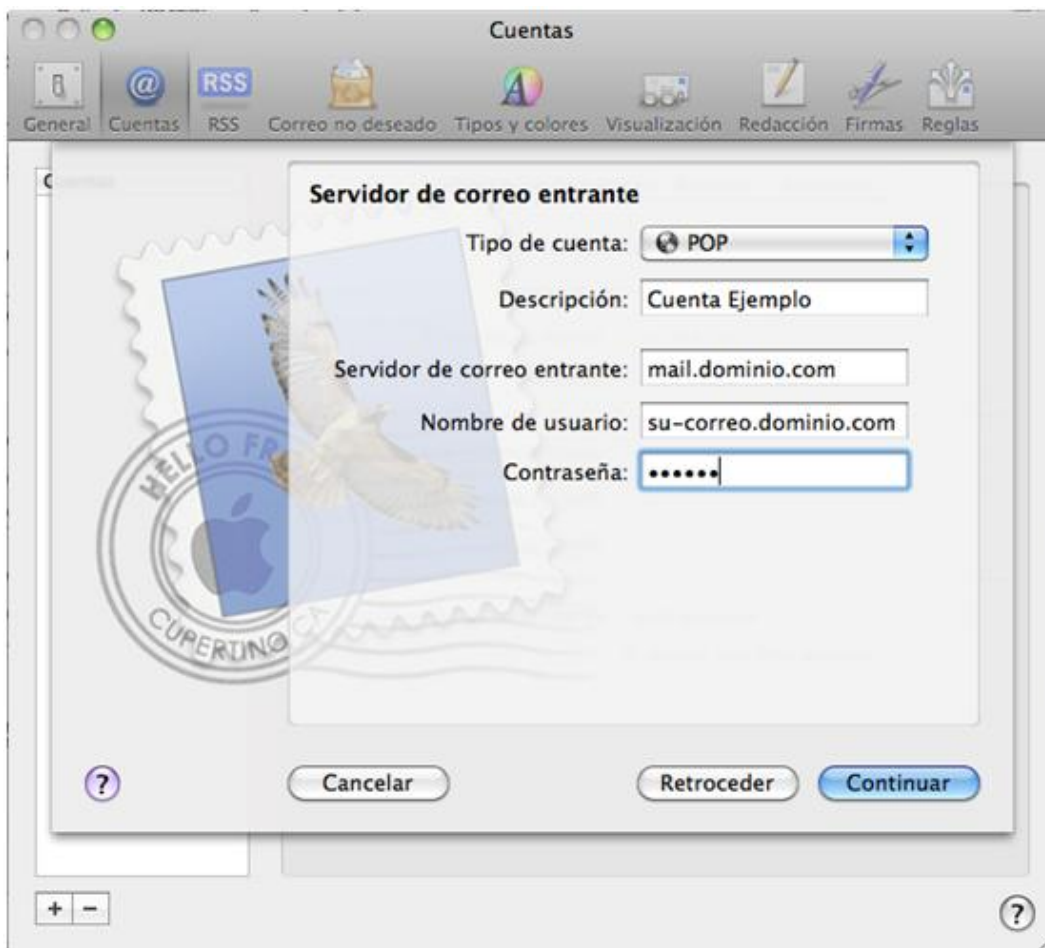 Cuentas
General Cuentas RSS Correo no deseado Tipos y colores Visualización Redacción Firmas Reglas
RSS
Servidor de correo entrante
Tipo de cuenta: POP
Descripción: Cuenta Ejemplo
Servidor de correo entrante: mail.dominio.com
Nombre de usuario: su-correo.dominio.com
Contraseña: ••••••
HELLO FR
CUPERTINO CA
? Cancelar Retroceder Continuar
+ − ?